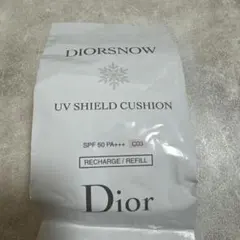 DIORSNOW
UV SHIELD CUSHION
SPF 50 PA+++
RECHARGE / REFILL
Dior